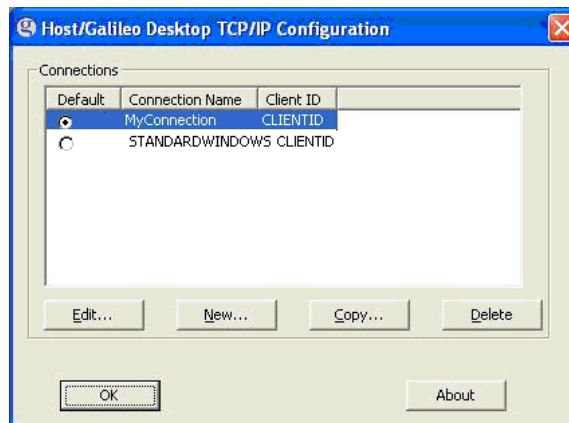 Host/Galileo Desktop TCP/IP Configuration
Connections
Default Connection Name Client ID
MyConnection CLIENTID
STANDARDWINDOWS CLIENTID
Edit... New... Copy... Delete
OK About